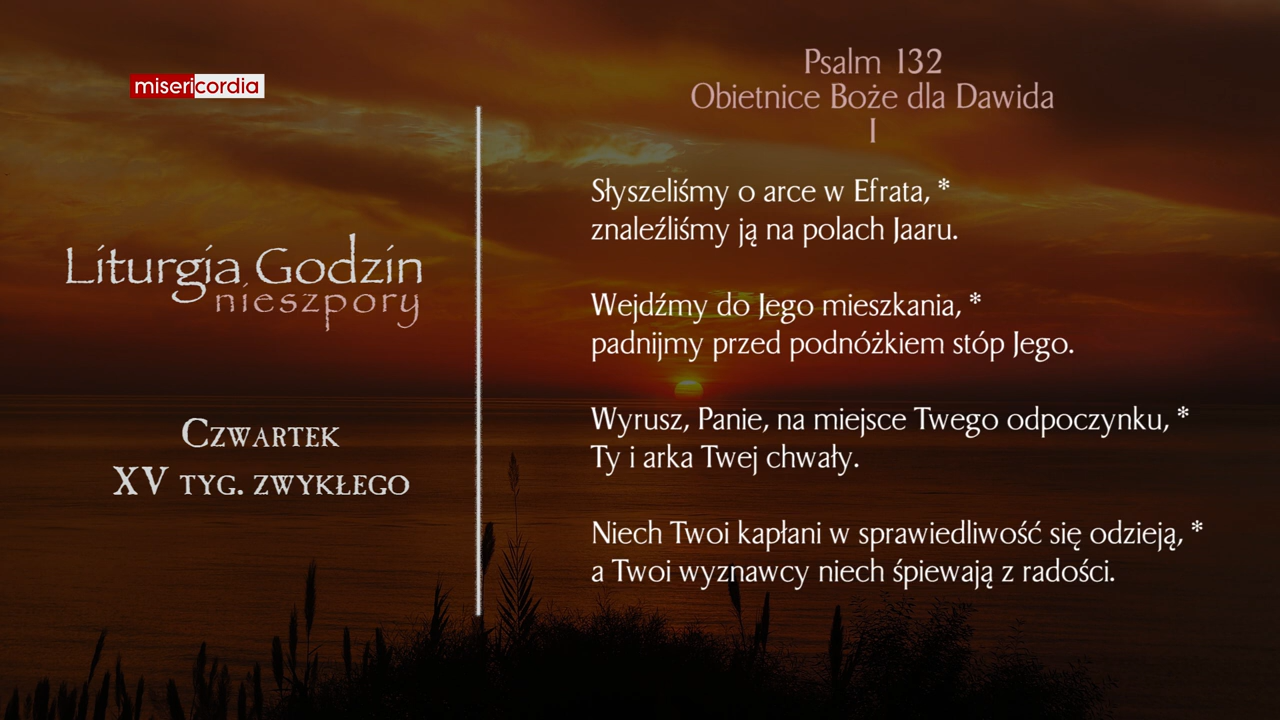 misericordia
Liturgia Godzin
nieszpory
Czwartek
XV tyg. zwykłego
Psalm 132
Obietnice Boże dla Dawida
I
Słyszeliśmy o arce w Efrata, *
znaleźliśmy ją na polach Jaaru.
Wejdźmy do Jego mieszkania, *
padnijmy przed podnóżkiem stóp Jego.
Wyrusz, Panie, na miejsce Twego odpoczynku, *
Ty i arka Twej chwały.
Niech Twoi kapłani w sprawiedliwość się odzieją, *
a Twoi wyznawcy niech śpiewają z radości.